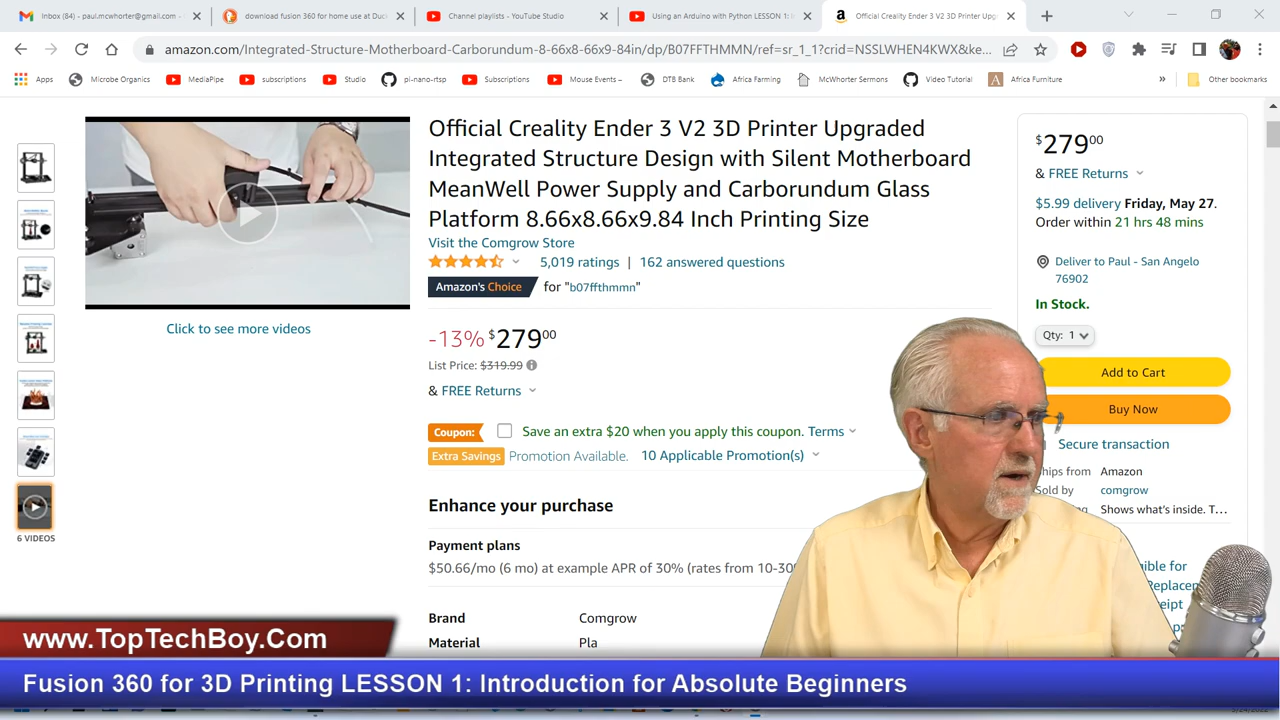 Inbox (84) - paul.mcwhorter@gmail.com -
download fusion 360 for home use at Duck
Channel playlists - YouTube Studio
Using an Arduino with Python LESSON 1: I
Official Creality Ender 3 V2 3D Printer Upg
amazon.com/Integrated-Structure-Motherboard-Carborundum-8-66x8-66x9-84in/dp/B07FFTHMMN/ref=sr_1_1?crid=NSSLWHEN4KWX&ke...
Apps
Microbe Organics
MediaPipe
subscriptions
Studio
pi-nano-rtsp
Subscriptions
Mouse Events –
DTB Bank
Africa Farming
McWhorter Sermons
Video Tutorial
Africa Furniture
»
Other bookmarks
Official Creality Ender 3 V2 3D Printer Upgraded
Integrated Structure Design with Silent Motherboard
MeanWell Power Supply and Carborundum Glass
Platform 8.66x8.66x9.84 Inch Printing Size
Visit the Comgrow Store
5,019 ratings | 162 answered questions
Amazon's Choice for "b07ffthmmn"
-13% $27900
List Price: $319.99
& FREE Returns
Coupon: Save an extra $20 when you apply this coupon. Terms
Extra Savings Promotion Available. 10 Applicable Promotion(s)
Enhance your purchase
Payment plans
$50.66/mo (6 mo) at example APR of 30% (rates from 10-30
Brand Comgrow
Material Pla
Click to see more videos
6 VIDEOS
$27900
& FREE Returns
$5.99 delivery Friday, May 27.
Order within 21 hrs 48 mins
Deliver to Paul - San Angelo
76902
In Stock.
Qty: 1
Add to Cart
Buy Now
Secure transaction
Ships from Amazon
Sold by comgrow
Shows what's inside. T...
www.TopTechBoy.Com
Fusion 360 for 3D Printing LESSON 1: Introduction for Absolute Beginners